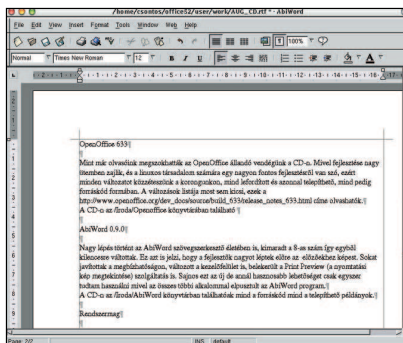 /home/csontos/office52/user/work/AUG_CD.rtf * - AbiWord
File Edit View Insert Format Tools Window Web Help
100%
Normal Times New Roman 12 B I U
OpenOffice 633¶
¶
Mint már olvasóink megszokhatták az OpenOffice állandó vendégünk a CD-n. Mivel fejlesztése nagy
ütemben zajlik, és a linuxos társadalom számára egy nagyon fontos fejlesztésről van szó, ezért
minden változatot közzéteszünk a korongunkon, mind lefordított és azonnal telepíthető, mind pedig
forráskód formában. A változások listája most sem kicsi, ezek a
http://www.openoffice.org/dev_docs/source/build_633/release_notes_633.html címe olvashatók.
A CD-n az /Iroda/Openoffice könyvtárában található ¶
¶
AbiWord 0.9.0¶
¶
Nagy lépés történt az AbiWord szövegszerkesztő életében is, kimaradt a 8-as szám így egyből
kilencesre váltottak. Ez azt is jelzi, hogy a fejlesztők nagyot léptek előre az előzőekhez képest. Sokat
javítottak a megbízhatóságon, változott a kezelőfelület is, belekerült a Print Preview (a nyomtatási
kép megtekintése) szolgáltatás is. Sajnos ezt az új de annál hasznosabb lehetőséget csak egyszer
tudtam használni mivel az összes többi alkalommal elpusztult az AbiWord program.¶
A CD-n az /Iroda/AbiWord könyvtárban találhatóak mind a forráskód mind a telepíthető példányok.¶
¶
Rendszermag¶
Page: 2/2 INS default